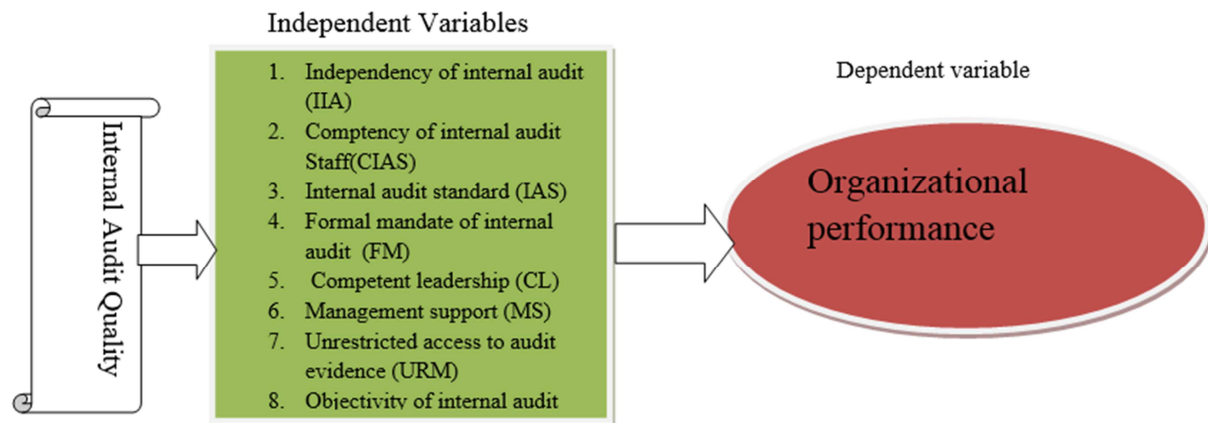 Independent Variables
Internal Audit Quality
1. Independency of internal audit
(IIA)
2. Comptency of internal audit
Staff(CIAS)
3. Internal audit standard (IAS)
4. Formal mandate of internal
audit (FM)
5. Competent leadership (CL)
6. Management support (MS)
7. Unrestricted access to audit
evidence (URM)
8. Objectivity of internal audit
Dependent variable
Organizational
performance